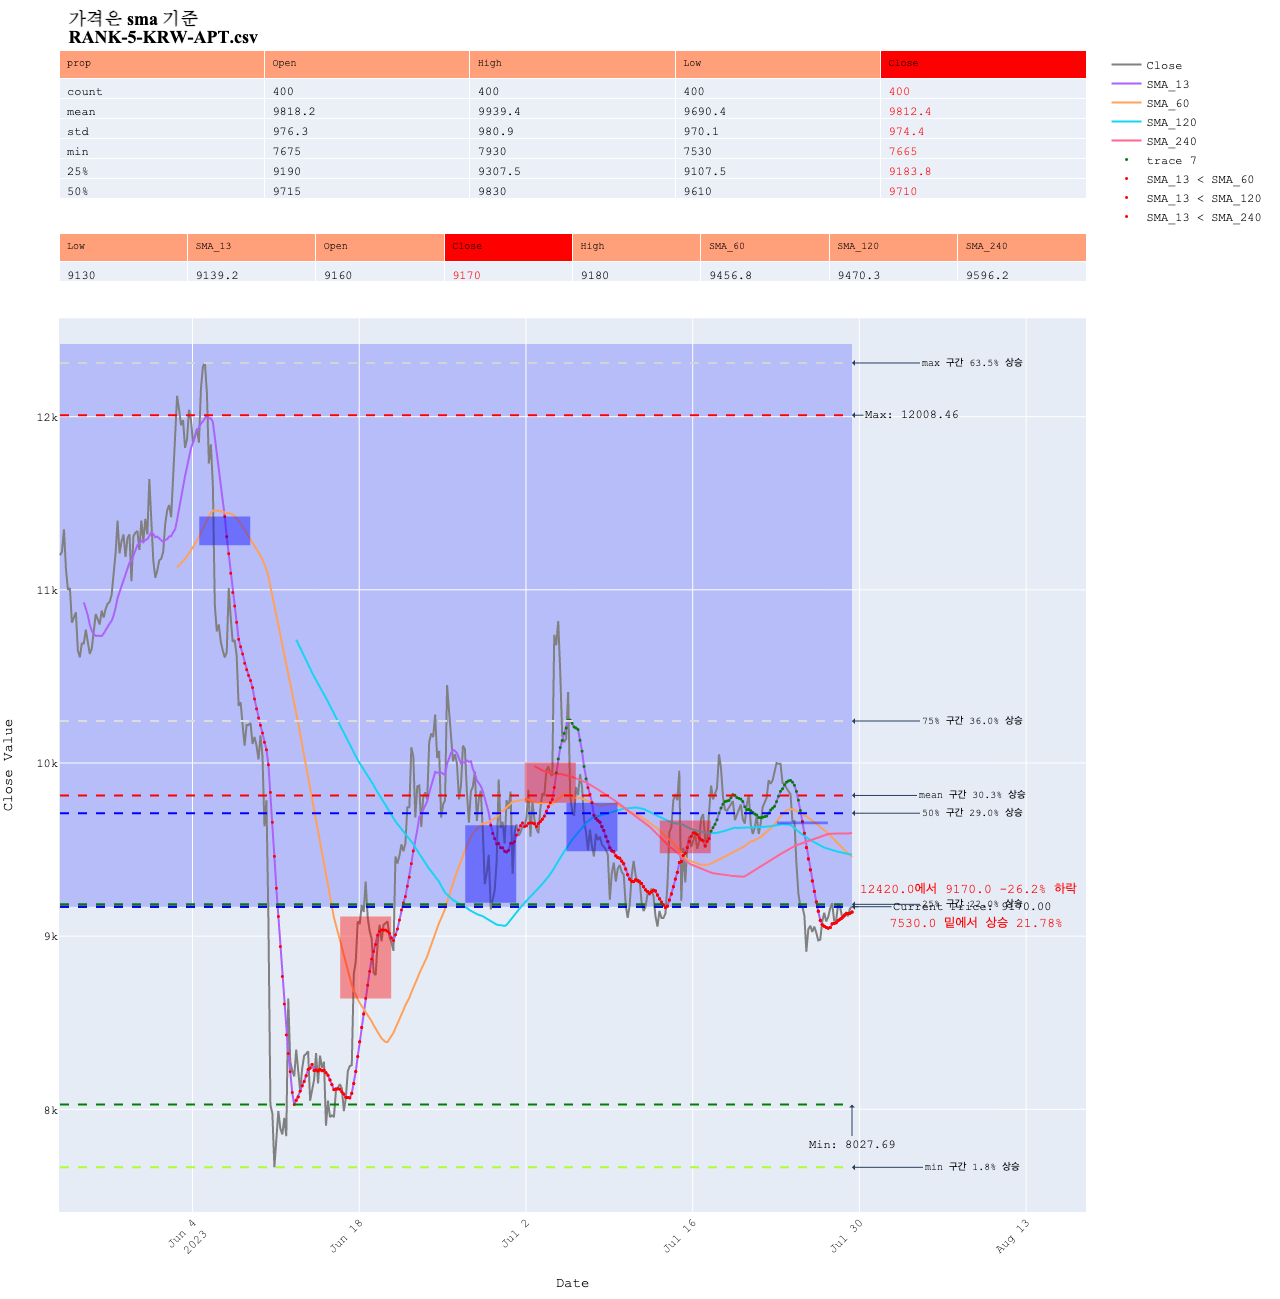 가격은 sma 기준
RANK-5-KRW-APT.csv
prop Open High Low Close
count 400 400 400 400
mean 9818.2 9939.4 9690.4 9812.4
std 976.3 980.9 970.1 974.4
min 7675 7930 7530 7665
25% 9190 9307.5 9107.5 9183.8
50% 9715 9830 9610 9710
Low SMA_13 Open Close High SMA_60 SMA_120 SMA_240
9130 9139.2 9160 9170 9180 9456.8 9470.3 9596.2
Close
SMA_13
SMA_60
SMA_120
SMA_240
trace 7
SMA_13 < SMA_60
SMA_13 < SMA_120
SMA_13 < SMA_240
max 구간 63.5% 상승
Max: 12008.46
75% 구간 36.0% 상승
mean 구간 30.3% 상승
50% 구간 29.0% 상승
12420.0에서 9170.0 -26.2% 하락
25% 구간 22.0% 상승
Current Price: 9170.00
7530.0 밑에서 상승 21.78%
Min: 8027.69
min 구간 1.8% 상승
12k
11k
10k
9k
8k
Close Value
Jun 4
2023
Jun 18
Jul 2
Jul 16
Jul 30
Aug 13
Date